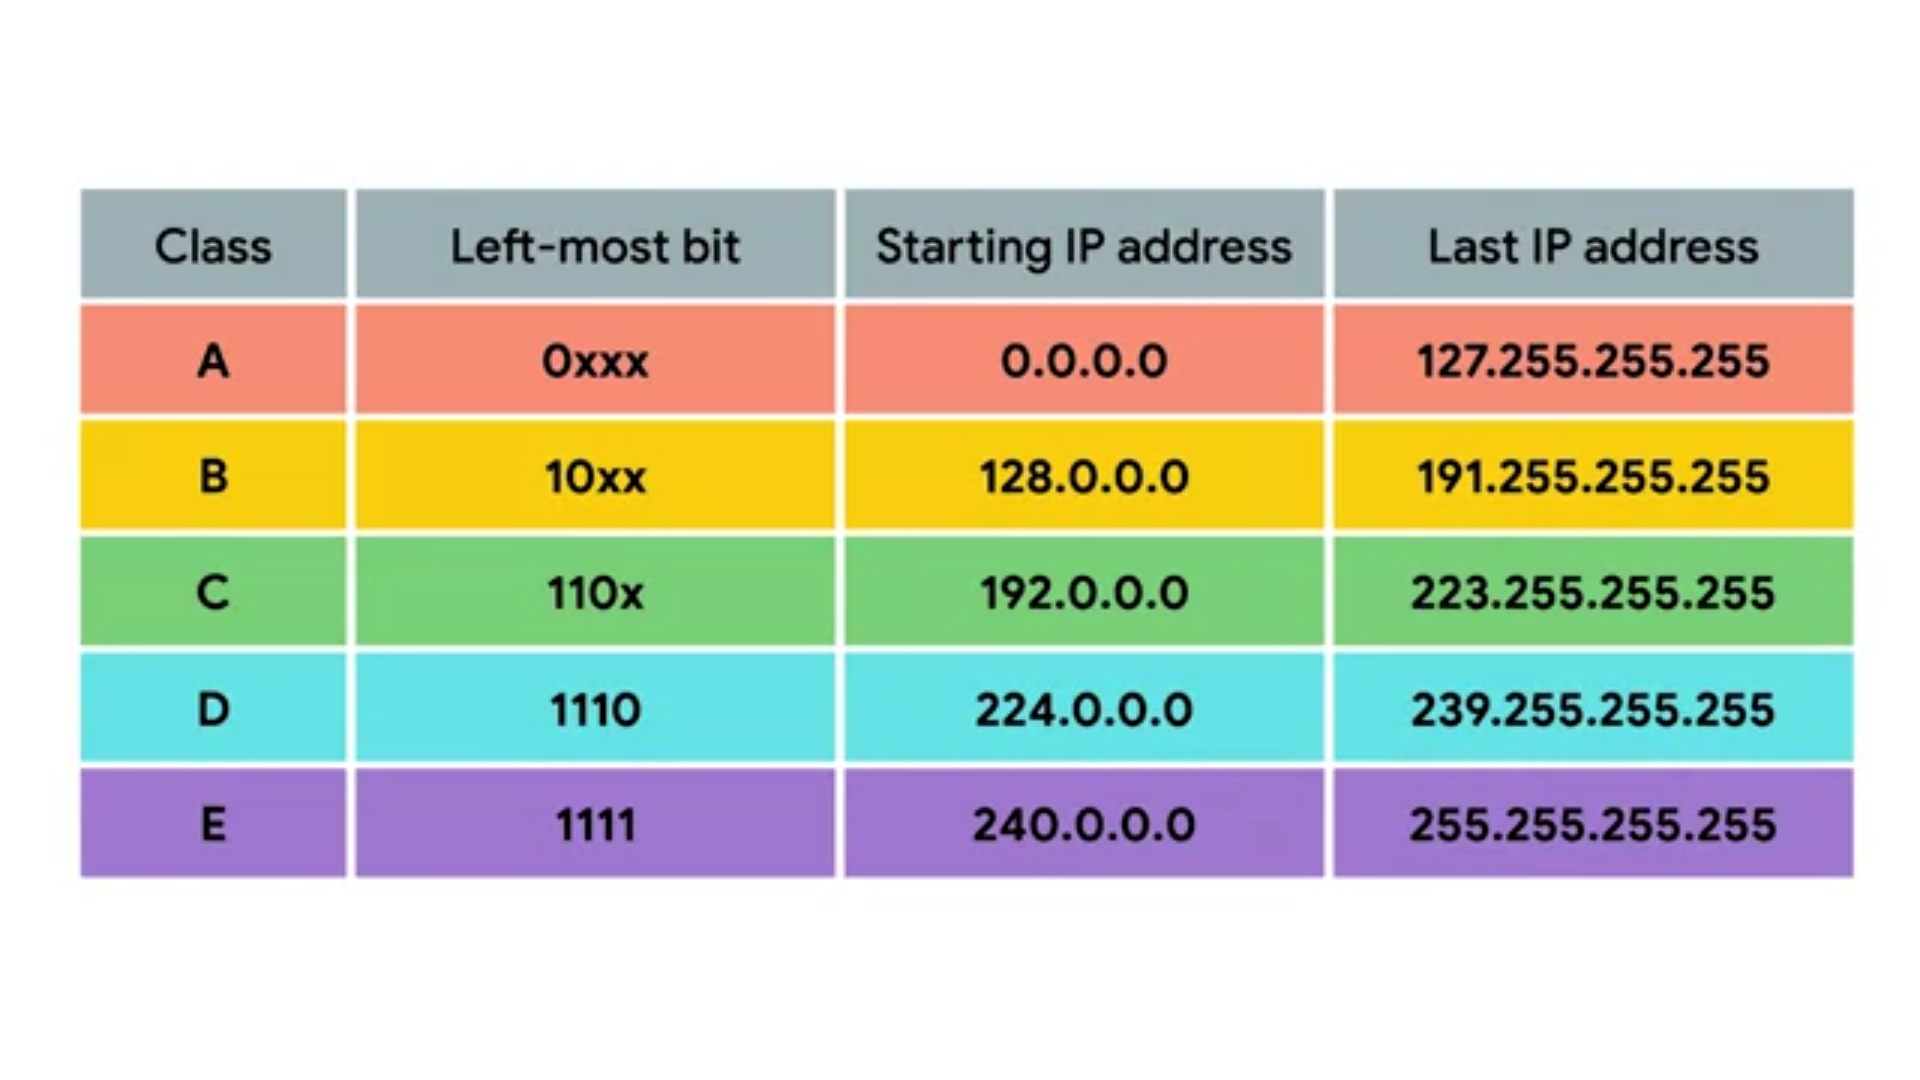 Class Left-most bit Starting IP address Last IP address
A 0xxx 0.0.0.0 127.255.255.255
B 10xx 128.0.0.0 191.255.255.255
C 110x 192.0.0.0 223.255.255.255
D 1110 224.0.0.0 239.255.255.255
E 1111 240.0.0.0 255.255.255.255